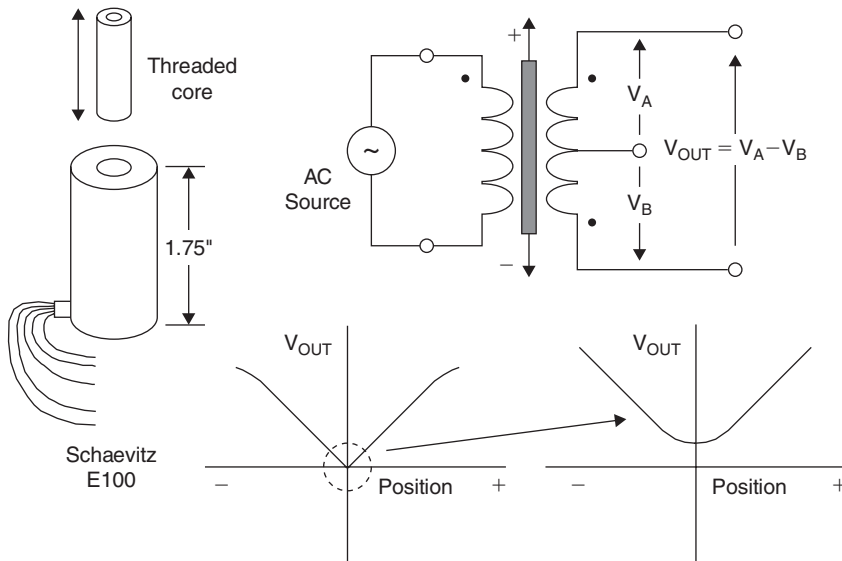 Threaded
core
1.75"
Schaevitz
E100
AC
Source
~
+
−
V_A
V_B
V_OUT = V_A−V_B
V_OUT
−
Position
+
V_OUT
−
Position
+